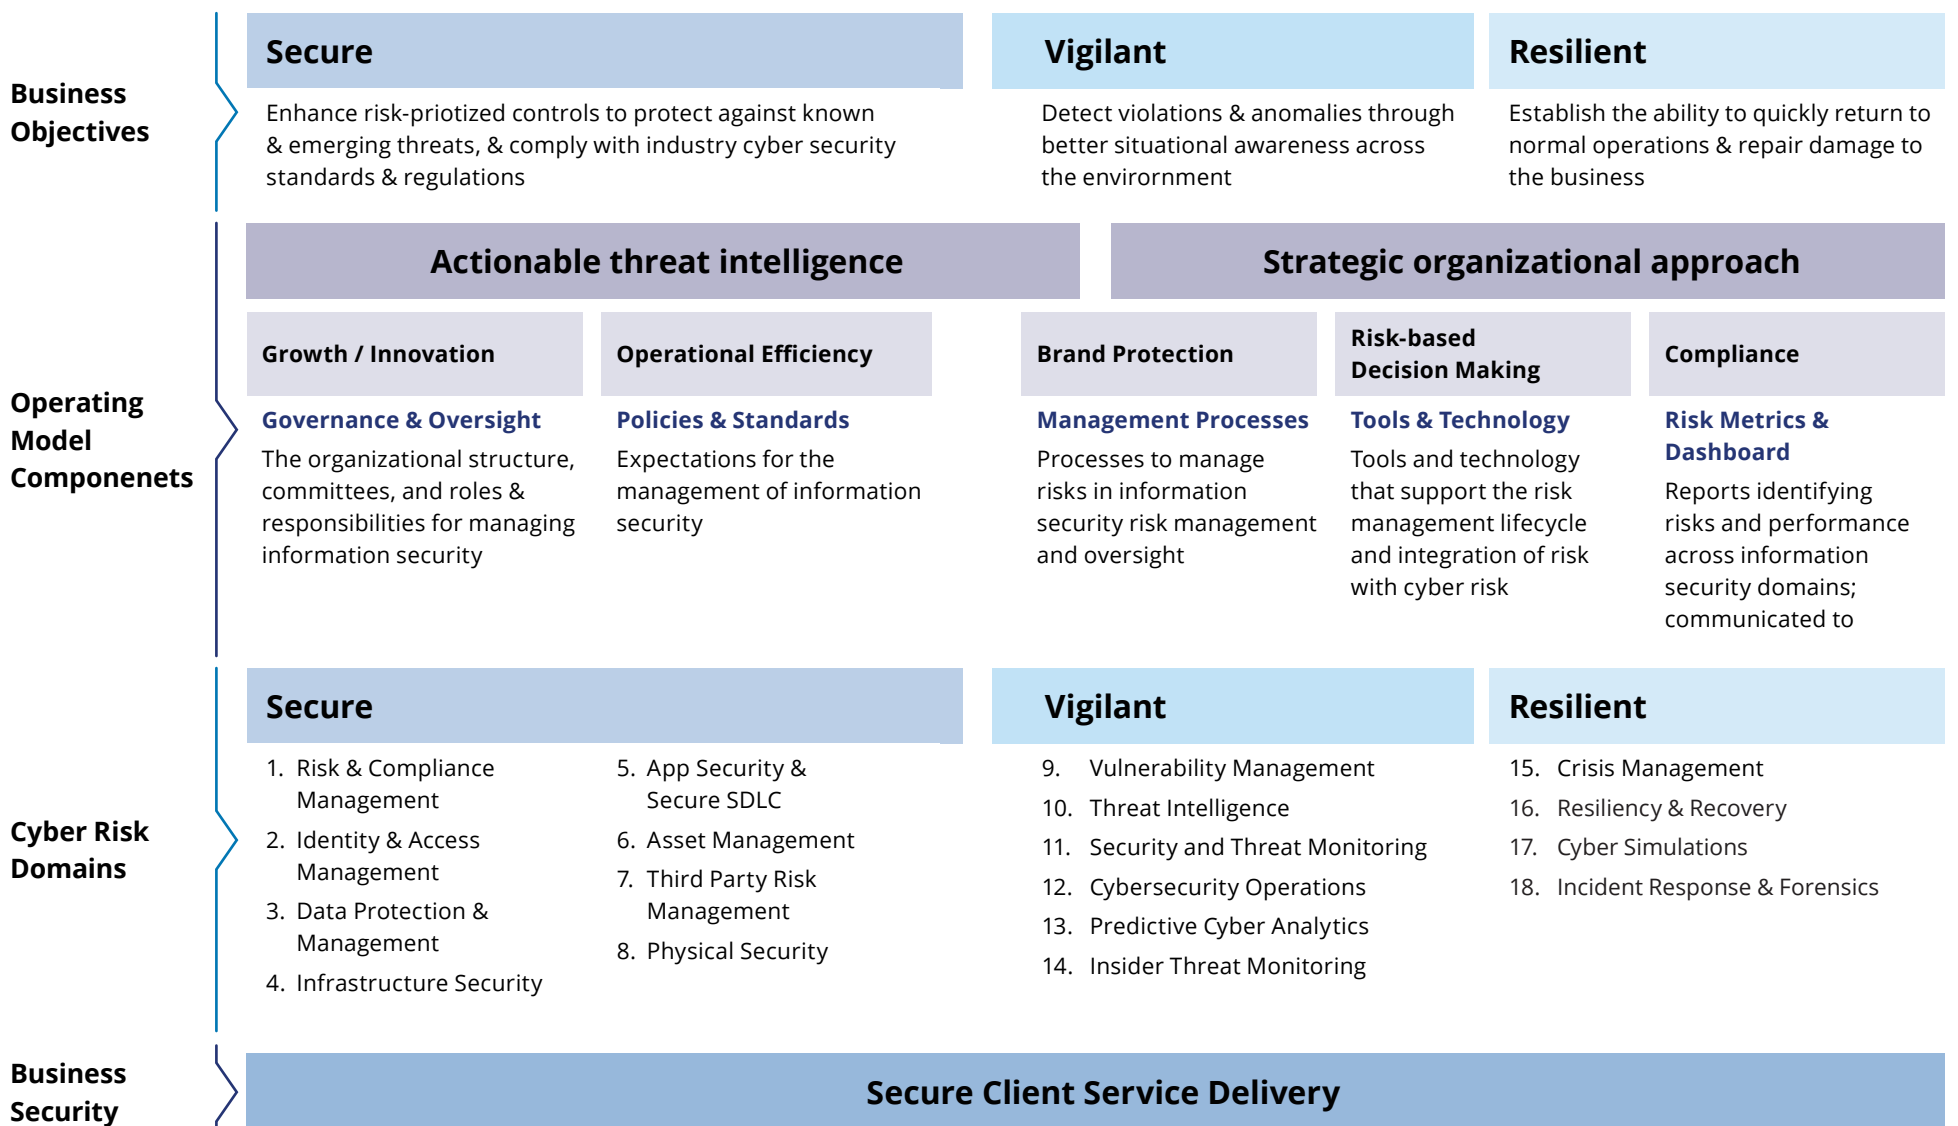 Business
Objectives
Secure
Enhance risk-priotized controls to protect against known
& emerging threats, & comply with industry cyber security
standards & regulations
Vigilant
Detect violations & anomalies through
better situational awareness across
the envirornment
Resilient
Establish the ability to quickly return to
normal operations & repair damage to
the business
Operating
Model
Componenets
Actionable threat intelligence
Strategic organizational approach
Growth / Innovation
Governance & Oversight
The organizational structure,
committees, and roles &
responsibilities for managing
information security
Operational Efficiency
Policies & Standards
Expectations for the
management of information
security
Brand Protection
Management Processes
Processes to manage
risks in information
security risk management
and oversight
Risk-based
Decision Making
Tools & Technology
Tools and technology
that support the risk
management lifecycle
and integration of risk
with cyber risk
Compliance
Risk Metrics &
Dashboard
Reports identifying
risks and performance
across information
security domains;
communicated to
Cyber Risk
Domains
Secure
1. Risk & Compliance
Management
2. Identity & Access
Management
3. Data Protection &
Management
4. Infrastructure Security
5. App Security &
Secure SDLC
6. Asset Management
7. Third Party Risk
Management
8. Physical Security
Vigilant
9. Vulnerability Management
10. Threat Intelligence
11. Security and Threat Monitoring
12. Cybersecurity Operations
13. Predictive Cyber Analytics
14. Insider Threat Monitoring
Resilient
15. Crisis Management
16. Resiliency & Recovery
17. Cyber Simulations
18. Incident Response & Forensics
Business
Security
Secure Client Service Delivery